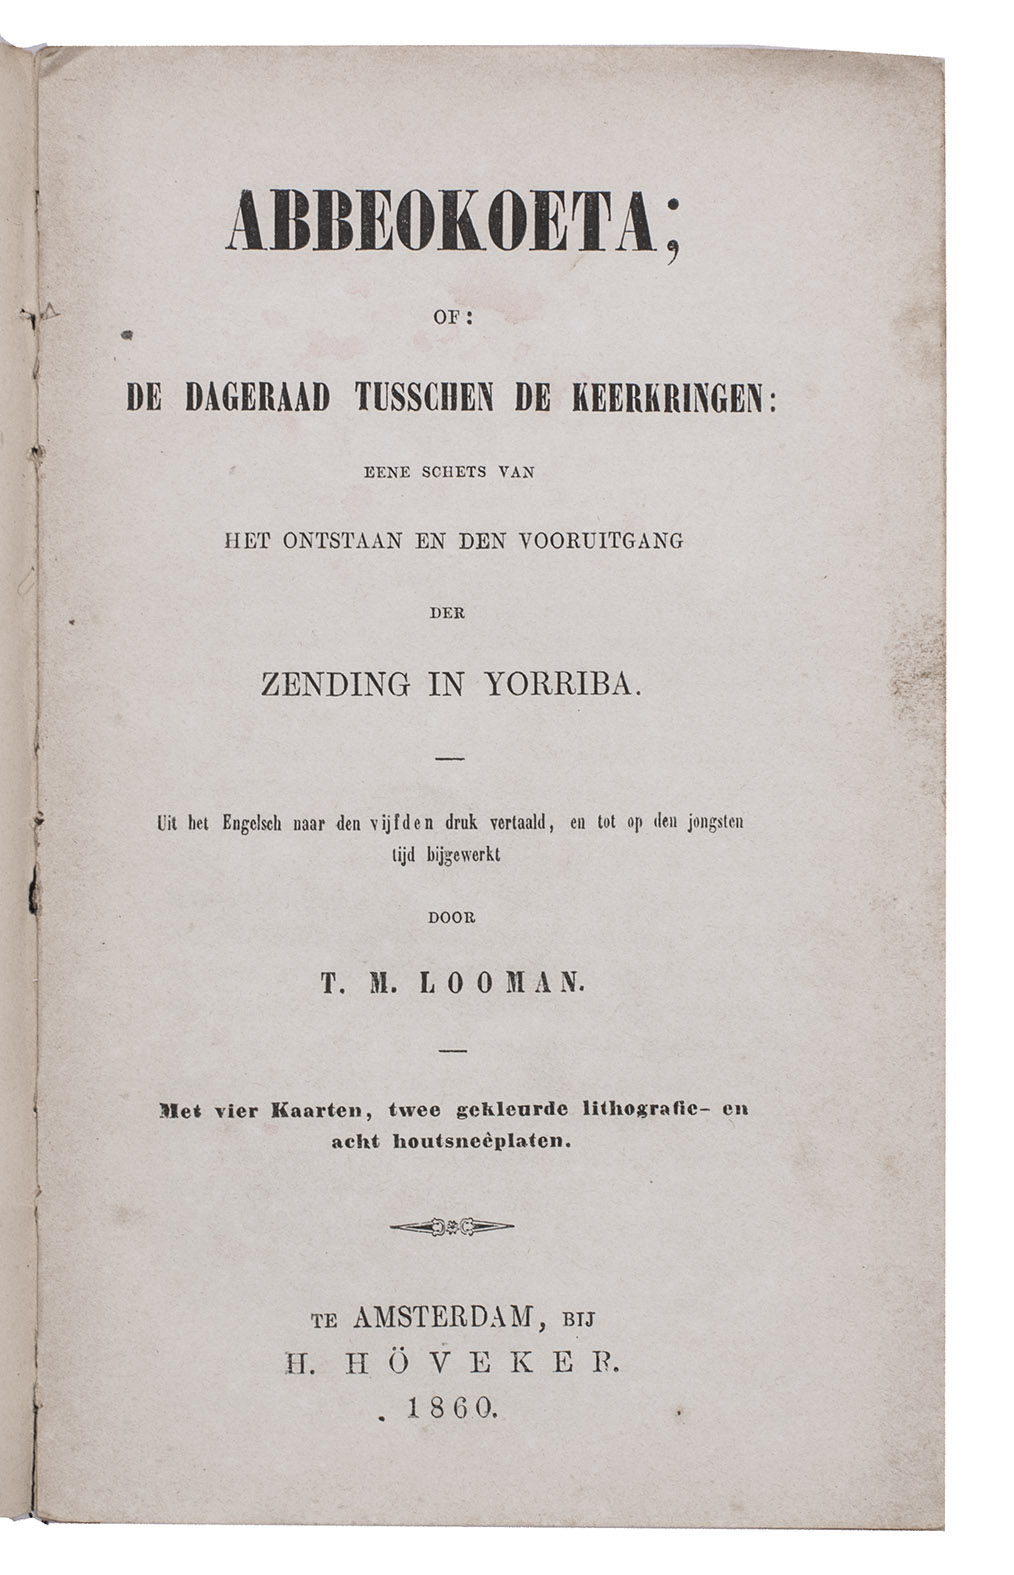 ABBEOKOETA;
OF:
DE DAGERAAD TUSSCHEN DE KEERKRINGEN:
EENE SCHETS VAN
HET ONTSTAAN EN DEN VOORUITGANG
DER
ZENDING IN YORRIBA.
Uit het Engelsch naar den vijfden druk vertaald, en tot op den jongsten
tijd bijgewerkt
DOOR
T. M. LOOMAN.
Met vier Kaarten, twee gekleurde lithografie- en
acht houtsneêplaten.
TE AMSTERDAM, BIJ
H. HÖVEKER.
1860.